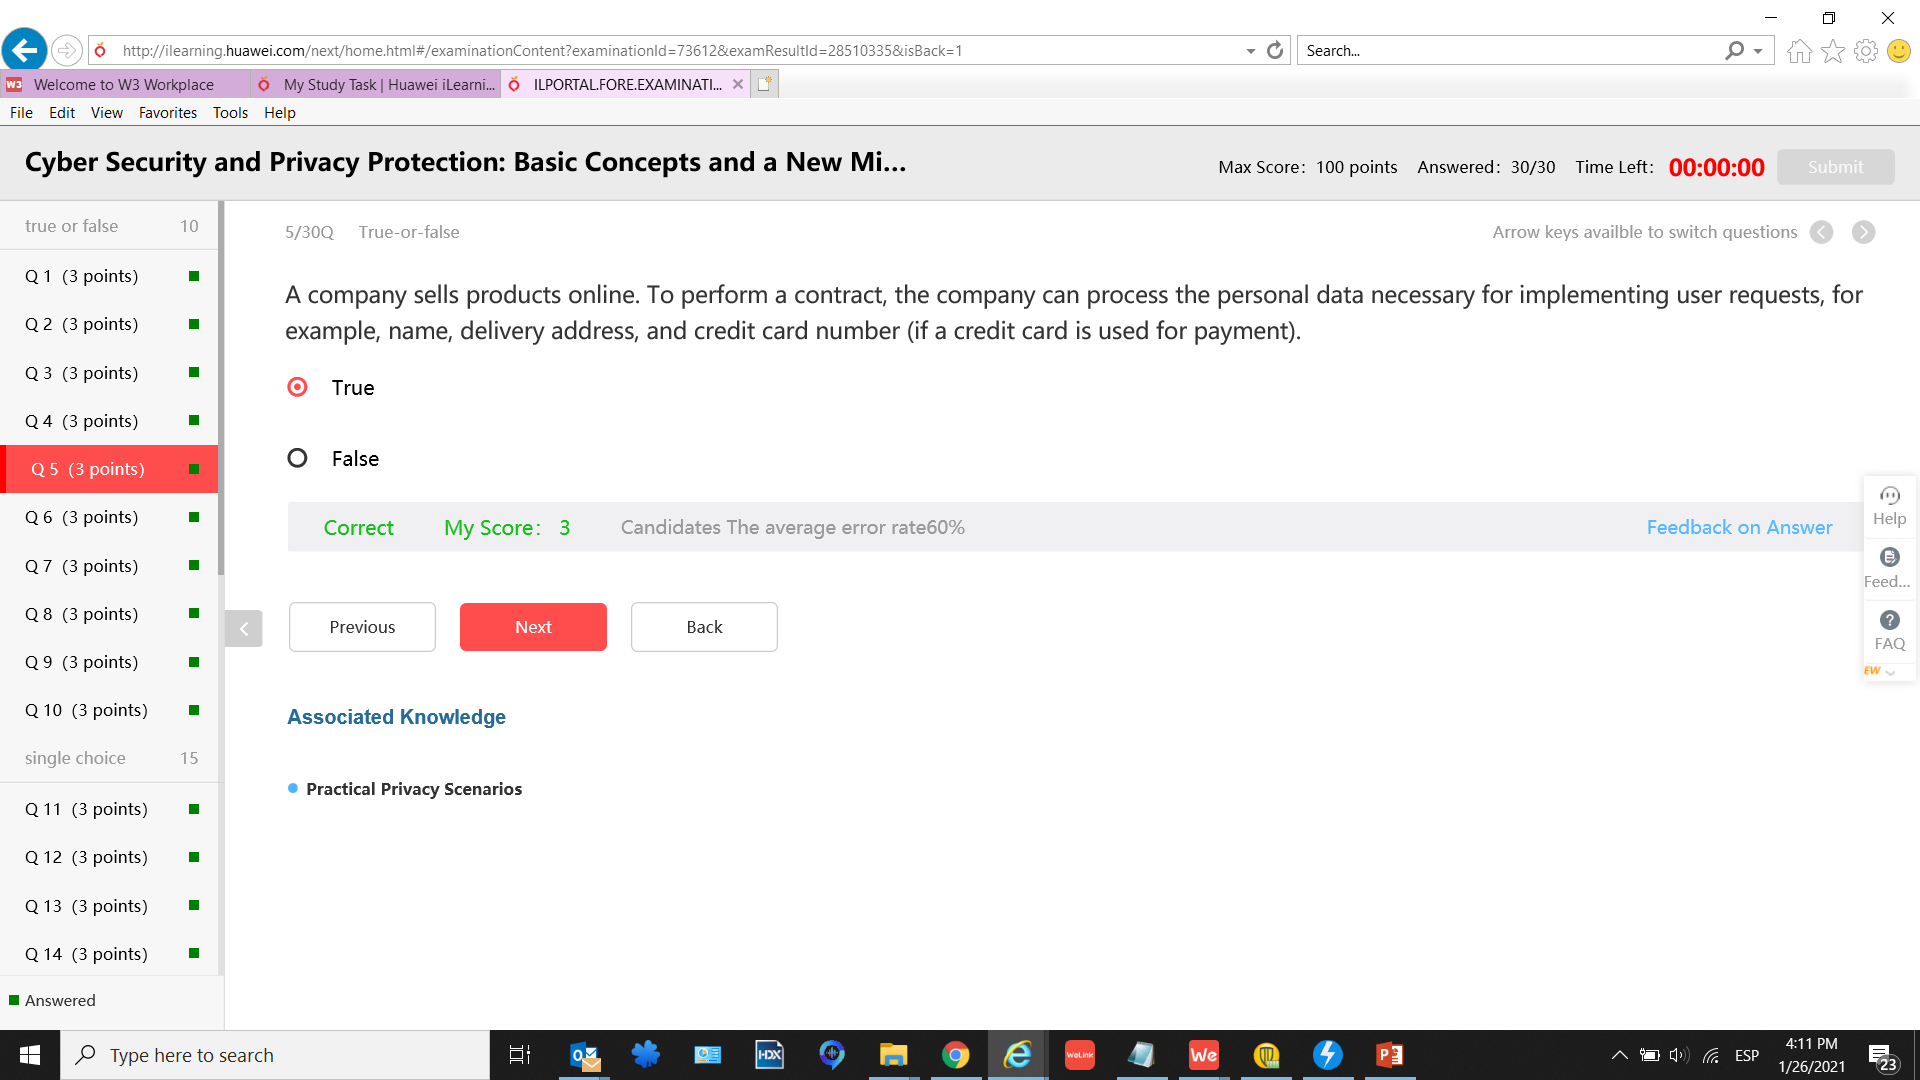 http://ilearning.huawei.com/next/home.html#/examinationContent?examinationId=73612&examResultId=28510335&isBack=1
Search...
W3 Welcome to W3 Workplace
My Study Task | Huawei iLearni...
ILPORTAL.FORE.EXAMINATI...
File Edit View Favorites Tools Help
Cyber Security and Privacy Protection: Basic Concepts and a New Mi...
Max Score: 100 points Answered: 30/30 Time Left: 00:00:00 Submit
true or false 10
Q 1 (3 points)
Q 2 (3 points)
Q 3 (3 points)
Q 4 (3 points)
Q 5 (3 points)
Q 6 (3 points)
Q 7 (3 points)
Q 8 (3 points)
Q 9 (3 points)
Q 10 (3 points)
single choice 15
Q 11 (3 points)
Q 12 (3 points)
Q 13 (3 points)
Q 14 (3 points)
Answered
5/30Q True-or-false
Arrow keys availble to switch questions
A company sells products online. To perform a contract, the company can process the personal data necessary for implementing user requests, for
example, name, delivery address, and credit card number (if a credit card is used for payment).
True
False
Correct My Score: 3 Candidates The average error rate60% Feedback on Answer
Previous Next Back
Associated Knowledge
Practical Privacy Scenarios
Help
Feed...
FAQ
EW
Type here to search
HDX
WeLink
We
ESP
4:11 PM
1/26/2021
23